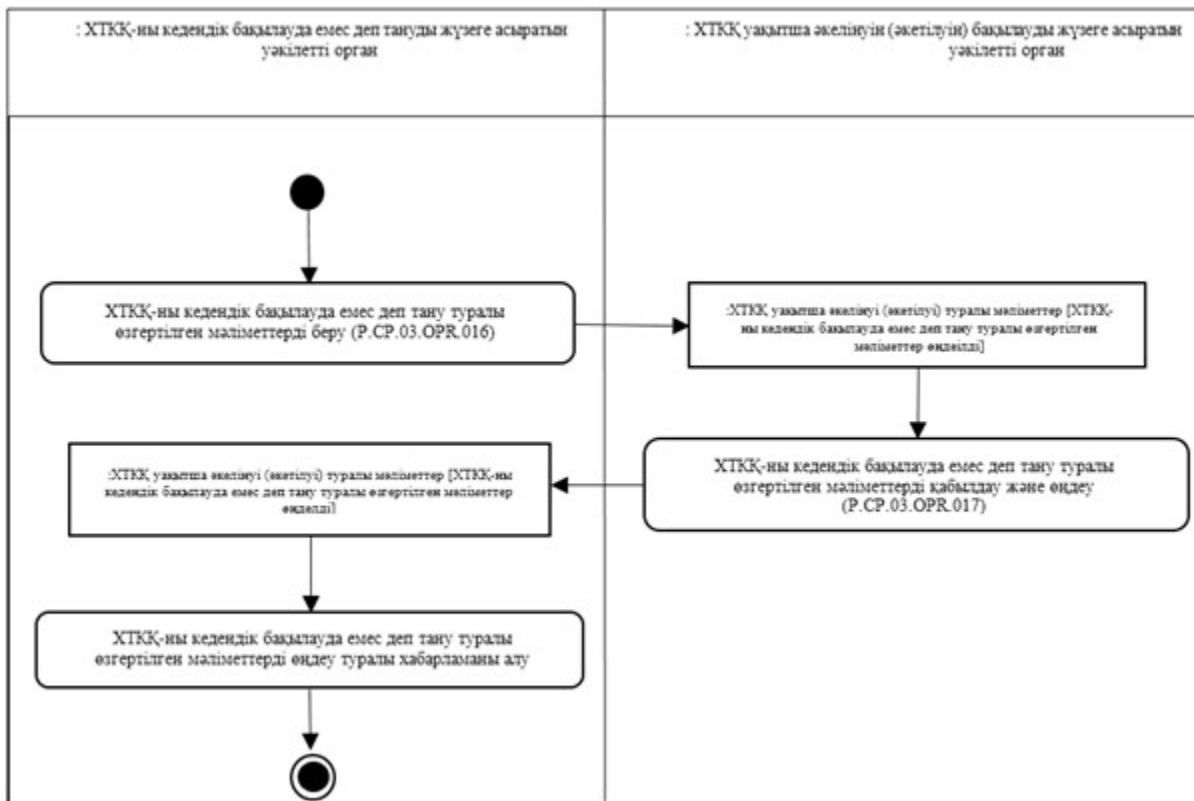 : ХТКҚ-ны кедендік бақылауда емес деп тануды жүзеге асыратын
уәкілетті орган
: ХТКҚ уақытша әкелінуін (әкетілуін) бақылауды жүзеге асыратын
уәкілетті орган
ХТКҚ-ны кедендік бақылауда емес деп тану туралы
өзгертілген мәліметтерді беру (P.CP.03.OPR.016)
:ХТКҚ уақытша әкелінуі (әкетілуі) туралы мәліметтер [ХТКҚ-
ны кедендік бақылауда емес деп тану туралы өзгертілген
мәліметтер өңдеілді]
ХТКҚ-ны кедендік бақылауда емес деп тану туралы
өзгертілген мәліметтерді қабылдау және өңдеу
(P.CP.03.OPR.017)
:ХТКҚ уақытша әкелінуі (әкетілуі) туралы мәліметтер [ХТКҚ-ны
кедендік бақылауда емес деп тану туралы өзгертілген мәліметтер
өңделді]
ХТКҚ-ны кедендік бақылауда емес деп тану туралы
өзгертілген мәліметтерді өңдеу туралы хабарламаны алу